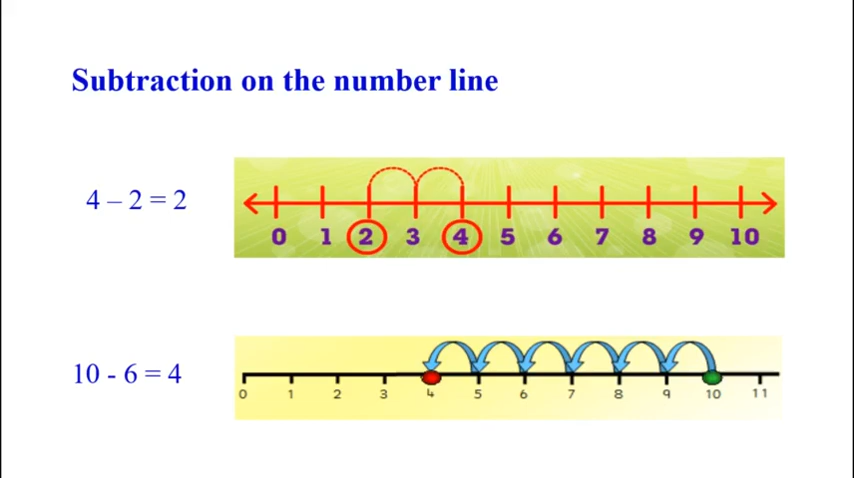 Subtraction on the number line
4 – 2 = 2
0 1 2 3 4 5 6 7 8 9 10
10 - 6 = 4
0 1 2 3 4 5 6 7 8 9 10 11